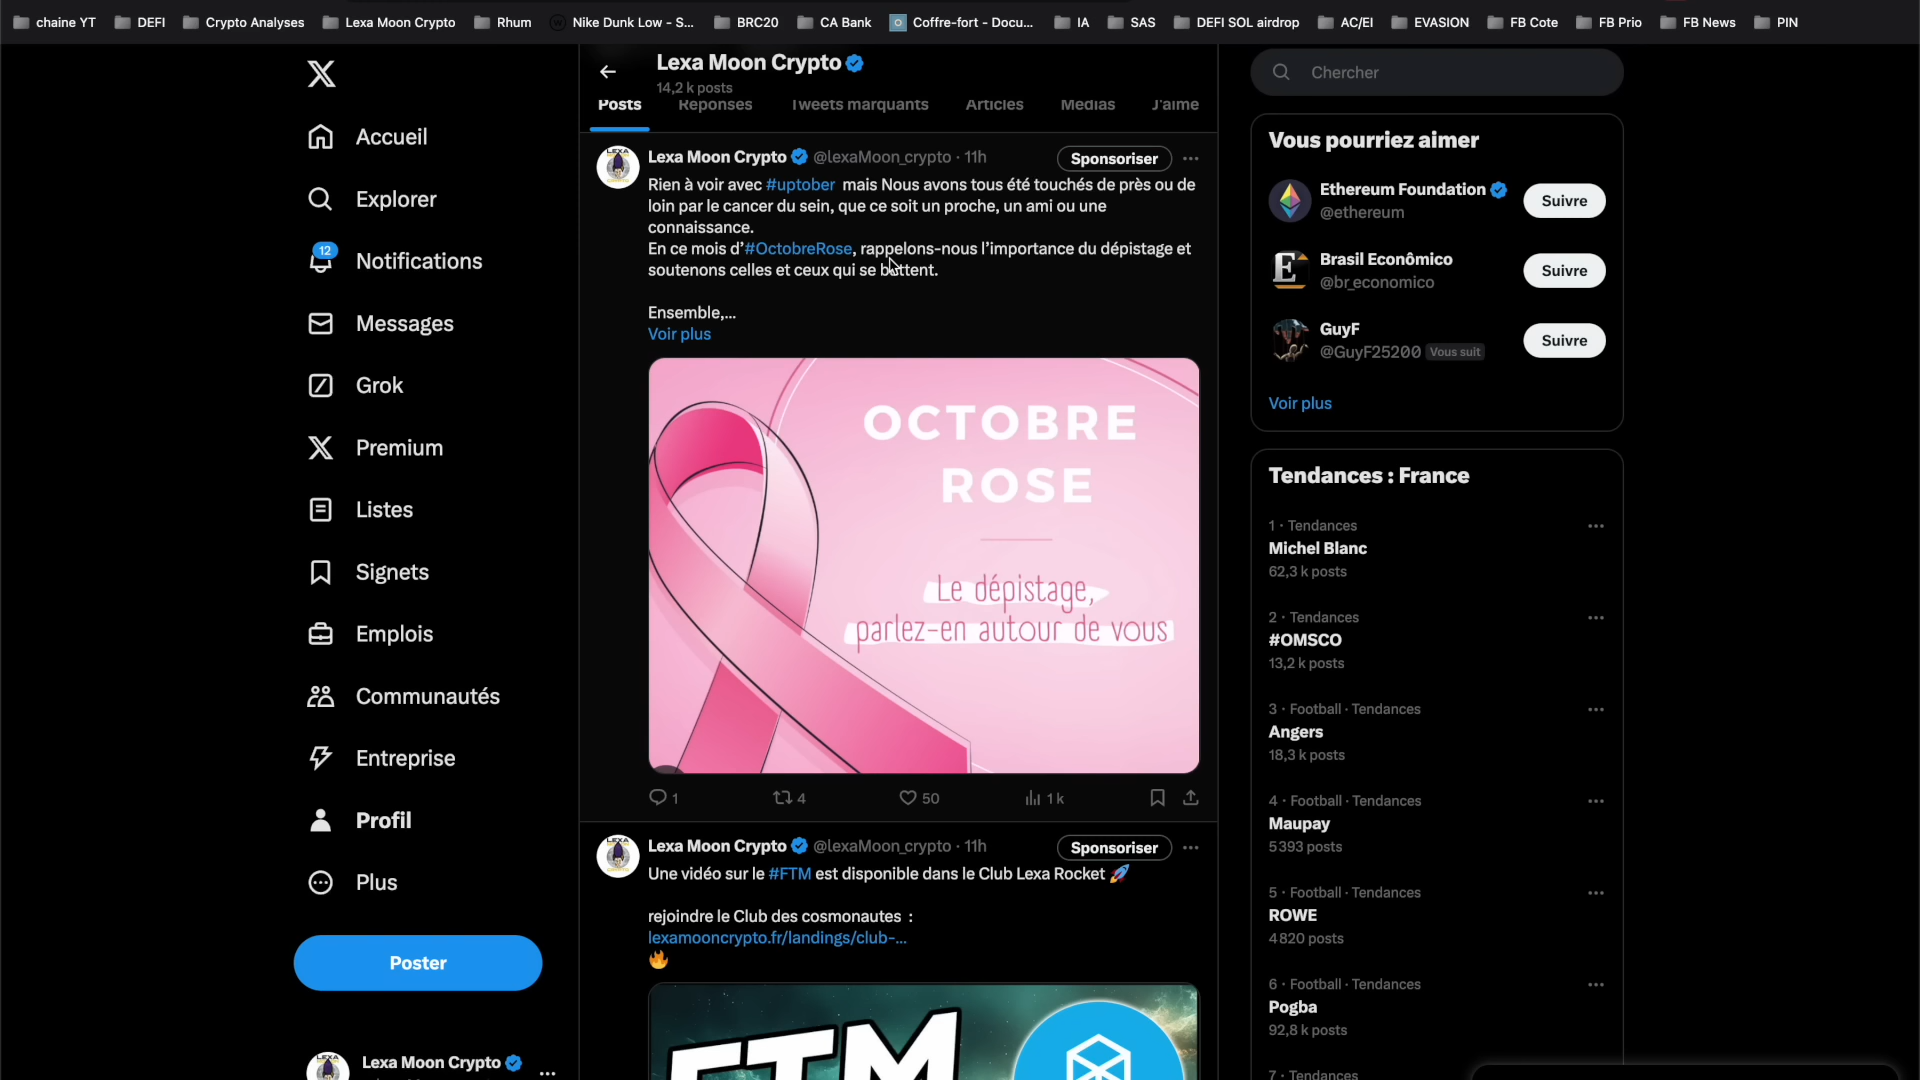 chaine YT
DEFI
Crypto Analyses
Lexa Moon Crypto
Rhum
Nike Dunk Low - S...
BRC20
CA Bank
Coffre-fort - Docu...
IA
SAS
DEFI SOL airdrop
AC/EI
EVASION
FB Cote
FB Prio
FB News
PIN
Accueil
Explorer
12
Notifications
Messages
Grok
Premium
Listes
Signets
Emplois
Communautés
Entreprise
Profil
Plus
Poster
Lexa Moon Crypto
Lexa Moon Crypto
14,2 k posts
Posts
Réponses
Tweets marquants
Articles
Médias
J'aime
Lexa Moon Crypto @lexaMoon_crypto · 11h
Sponsoriser
Rien à voir avec #uptober mais Nous avons tous été touchés de près ou de
loin par le cancer du sein, que ce soit un proche, un ami ou une
connaissance.
En ce mois d’#OctobreRose, rappelons-nous l’importance du dépistage et
soutenons celles et ceux qui se battent.
Ensemble,...
Voir plus
OCTOBRE
ROSE
Le dépistage,
parlez-en autour de vous
1
4
50
1 k
Lexa Moon Crypto @lexaMoon_crypto · 11h
Sponsoriser
Une vidéo sur le #FTM est disponible dans le Club Lexa Rocket 🚀
rejoindre le Club des cosmonautes :
lexamooncrypto.fr/landings/club-...
🔥
FTM
Chercher
Vous pourriez aimer
Ethereum Foundation
@ethereum
Suivre
Brasil Econômico
@br_economico
Suivre
GuyF
@GuyF25200 Vous suit
Suivre
Voir plus
Tendances : France
1 · Tendances
Michel Blanc
62,3 k posts
2 · Tendances
#OMSCO
13,2 k posts
3 · Football · Tendances
Angers
18,3 k posts
4 · Football · Tendances
Maupay
5 393 posts
5 · Football · Tendances
ROWE
4 820 posts
6 · Football · Tendances
Pogba
92,8 k posts
7 · Tendances